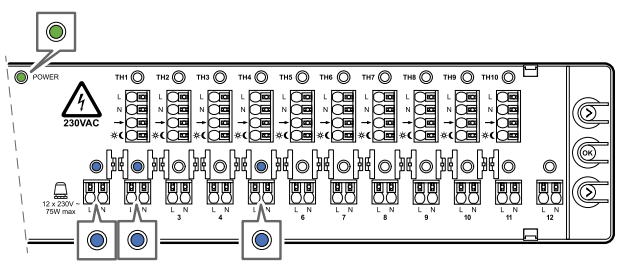 POWER TH1 TH2 TH3 TH4 TH5 TH6 TH7 TH8 TH9 TH10
L
N
230VAC
OK
12 x 230V ~
75W max
L N L N L N L N L N L N L N L N L N L N L N L N
3 4 6 7 8 9 10 11 12